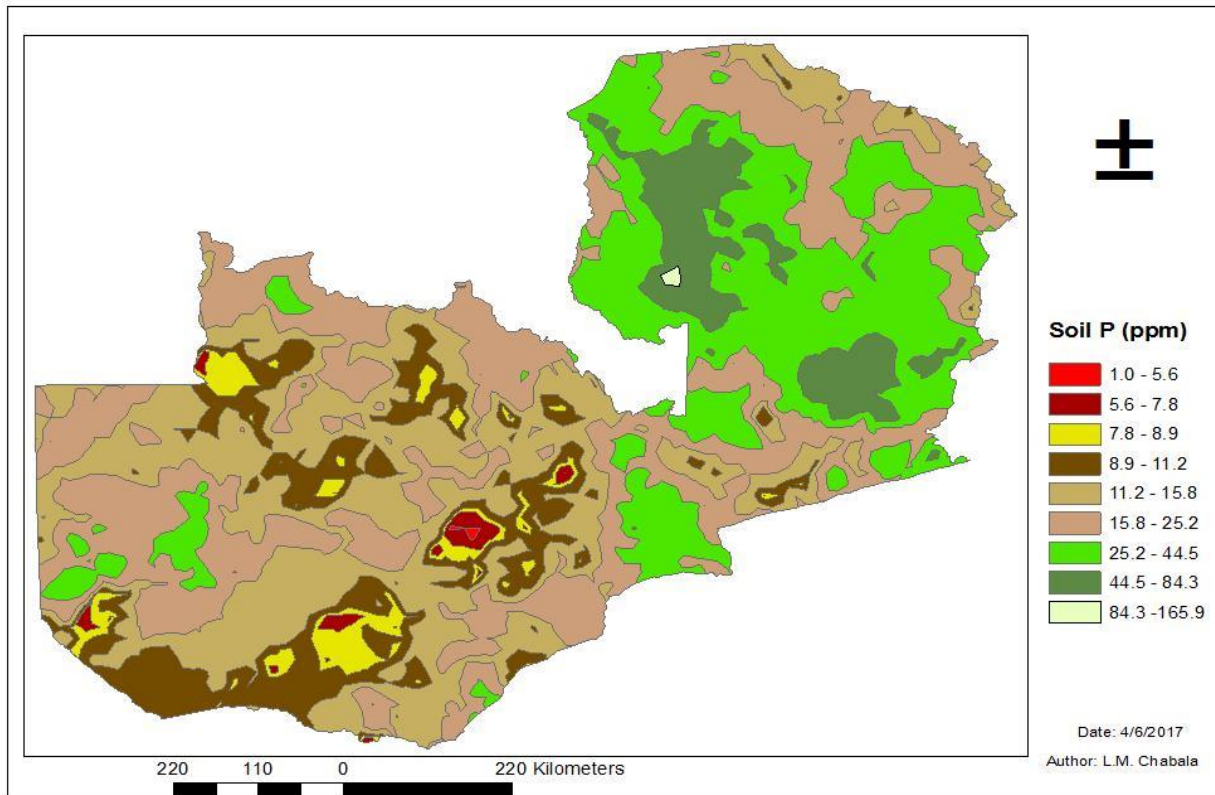 ±
Soil P (ppm)
1.0 - 5.6
5.6 - 7.8
7.8 - 8.9
8.9 - 11.2
11.2 - 15.8
15.8 - 25.2
25.2 - 44.5
44.5 - 84.3
84.3 -165.9
Date: 4/6/2017
Author: L.M. Chabala
220 110 0 220 Kilometers